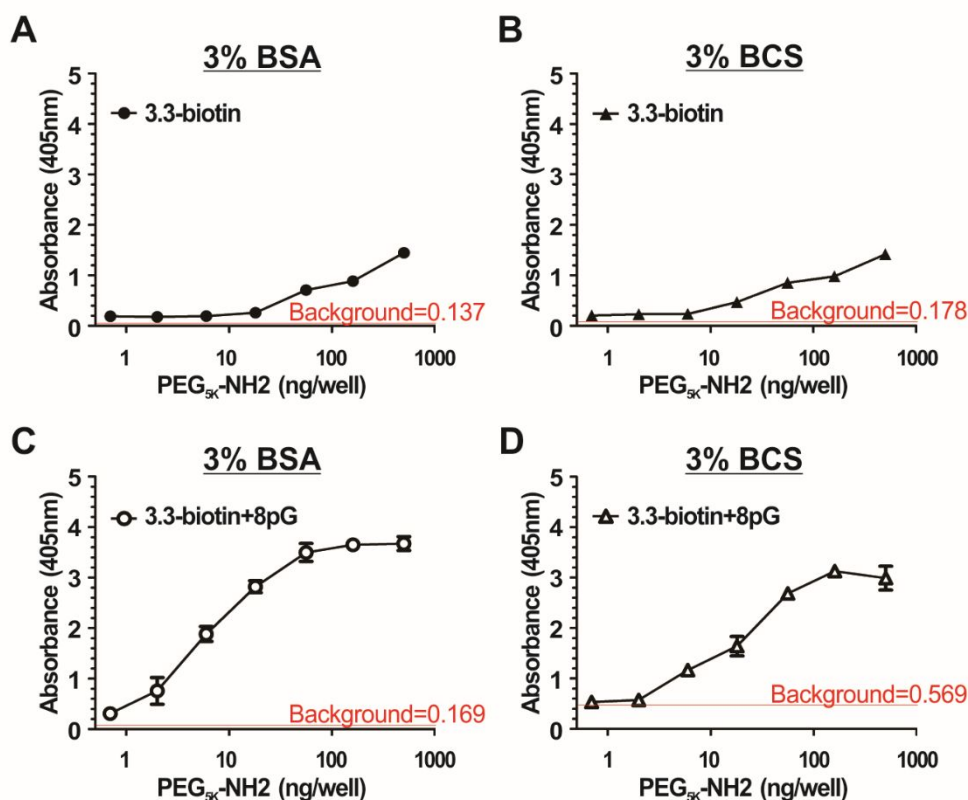 A
3% BSA
5
4
3
2
1
0
Absorbance (405nm)
3.3-biotin
Background=0.137
1 10 100 1000
PEG5K-NH2 (ng/well)
B
3% BCS
5
4
3
2
1
0
Absorbance (405nm)
3.3-biotin
Background=0.178
1 10 100 1000
PEG5K-NH2 (ng/well)
C
3% BSA
5
4
3
2
1
0
Absorbance (405nm)
3.3-biotin+8pG
Background=0.169
1 10 100 1000
PEG5K-NH2 (ng/well)
D
3% BCS
5
4
3
2
1
0
Absorbance (405nm)
3.3-biotin+8pG
Background=0.569
1 10 100 1000
PEG5K-NH2 (ng/well)